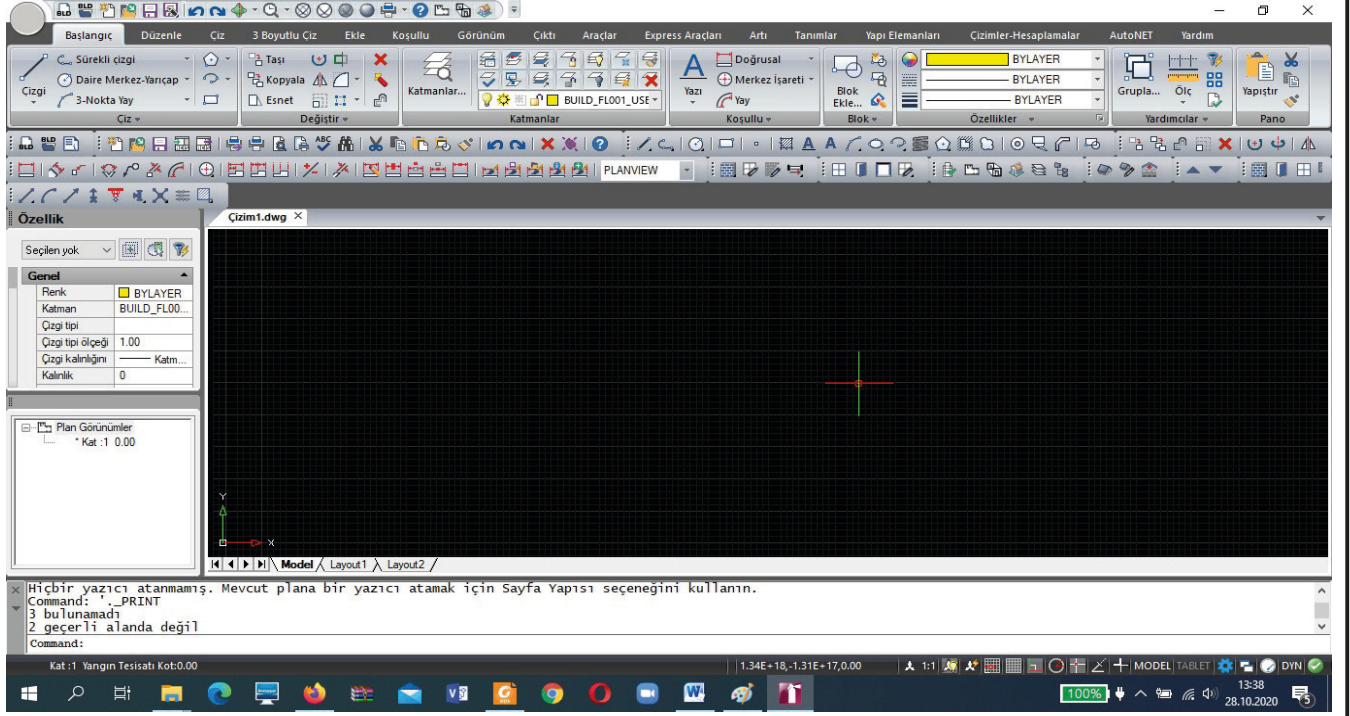 BLD BLD
Başlangıç Düzenle Çiz 3 Boyutlu Çiz Ekle Koşullu Görünüm Çıktı Araçlar Express Araçları Artı Tanımlar Yapı Elemanları Çizimler-Hesaplamalar AutoNET Yardım
Sürekli çizgi Taşı Doğrusal BYLAYER
Daire Merkez-Yarıçap Kopyala Merkez İşareti BYLAYER
Çizgi 3-Nokta Yay Esnet Katmanlar... BUILD_FL001_USE Yazı Yay Blok Ekle... BYLAYER Grupla... Ölç Yapıştır
Çiz Değiştir Katmanlar Koşullu Blok Özellikler Yardımcılar Pano
BLD BLD ABC A A
PLANVIEW
Özellik Çizim1.dwg
Seçilen yok
Genel
Renk BYLAYER
Katman BUILD_FL00...
Çizgi tipi
Çizgi tipi ölçeği 1.00
Çizgi kalınlığını Katm...
Kalınlık 0
Plan Görünümler
* Kat :1 0.00
Y
X
Model Layout1 Layout2
Hiçbir yazıcı atanmamış. Mevcut plana bir yazıcı atamak için Sayfa Yapısı seçeneğini kullanın.
Command: '._PRINT
3 bulunamadı
2 geçerli alanda değil
Command:
Kat :1 Yangın Tesisatı Kot:0.00 1.34E+18,-1.31E+17,0.00 1:1 MODEL TABLET DYN
100% 13:38
28.10.2020 5